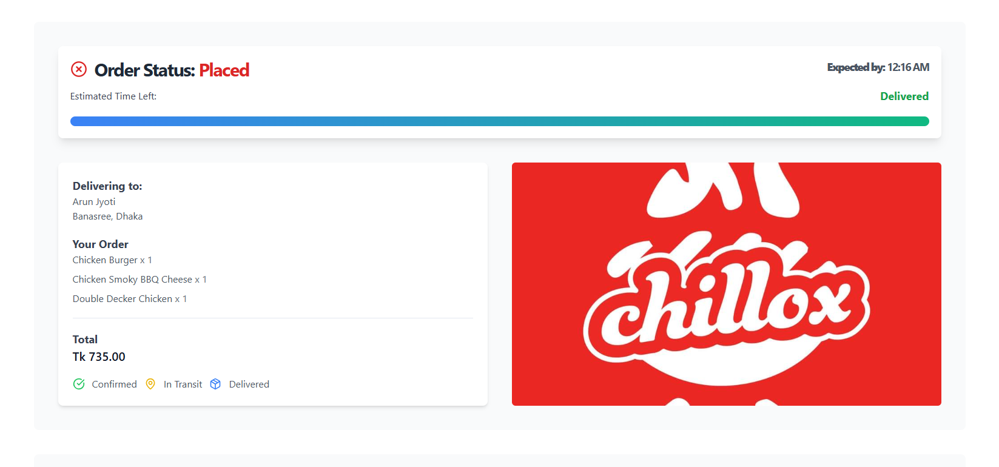 Order Status: Placed
Expected by: 12:16 AM
Estimated Time Left:
Delivered
Delivering to:
Arun Jyoti
Banasree, Dhaka
Your Order
Chicken Burger x 1
Chicken Smoky BBQ Cheese x 1
Double Decker Chicken x 1
Total
Tk 735.00
Confirmed In Transit Delivered
chillox